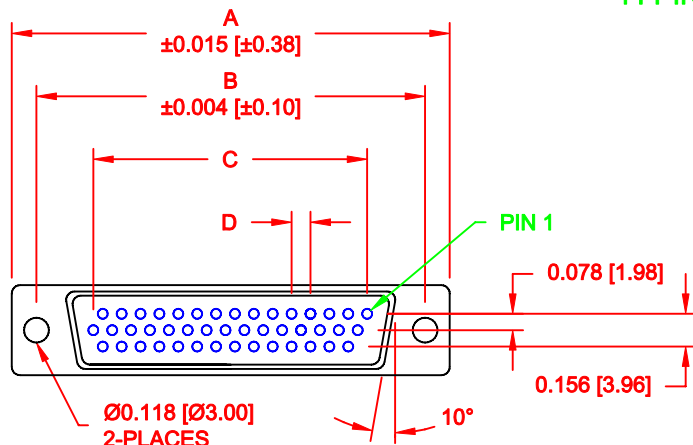 A
±0.015 [±0.38]
B
±0.004 [±0.10]
C
D
PIN 1
0.078 [1.98]
0.156 [3.96]
10°
Ø0.118 [Ø3.00]
2-PLACES